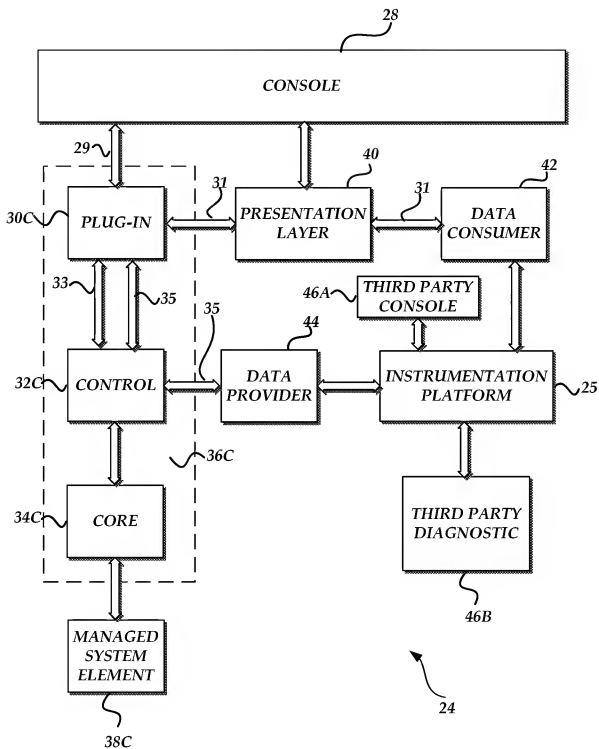 28
CONSOLE
29
40
42
31
31
30C
PLUG-IN
PRESENTATION
LAYER
DATA
CONSUMER
33
35
46A
THIRD PARTY
CONSOLE
35
44
32C
CONTROL
DATA
PROVIDER
INSTRUMENTATION
PLATFORM
25
36C
34C
CORE
THIRD PARTY
DIAGNOSTIC
46B
MANAGED
SYSTEM
ELEMENT
38C
24